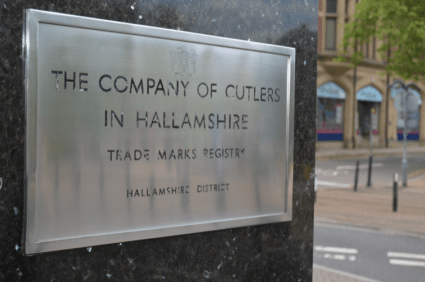 THE COMPANY OF CUTLERS
IN HALLAMSHIRE
TRADE MARKS REGISTRY
HALLAMSHIRE DISTRICT